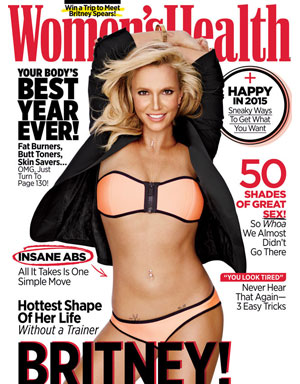 Win a Trip to Meet
Britney Spears!
Women'sHealth
YOUR BODY'S
BEST
YEAR
EVER!
Fat Burners,
Butt Toners,
Skin Savers...
OMG, Just
Turn To
Page 130!
+
HAPPY
IN 2015
Sneaky Ways
To Get What
You Want
50
SHADES
OF GREAT
SEX!
So Whoa
We Almost
Didn't
Go There
INSANE ABS
All It Takes Is One
Simple Move
"YOU LOOK TIRED"
Never Hear
That Again—
3 Easy Tricks
Hottest Shape
Of Her Life
Without a Trainer
BRITNEY!